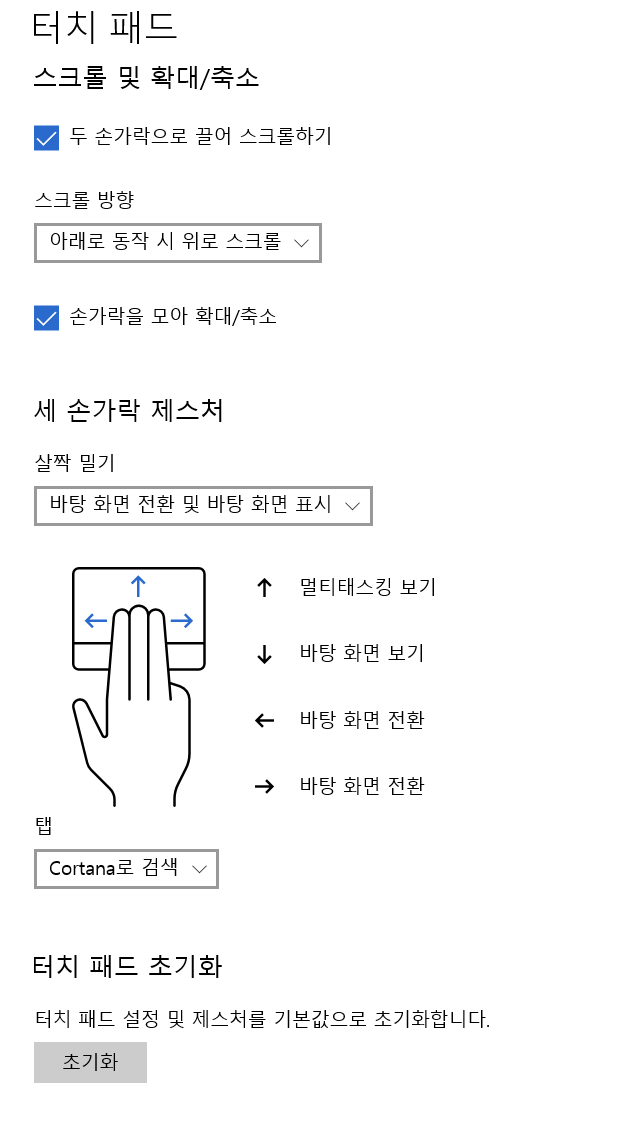 터치 패드
스크롤 및 확대/축소
두 손가락으로 끌어 스크롤하기
스크롤 방향
아래로 동작 시 위로 스크롤
손가락을 모아 확대/축소
세 손가락 제스처
살짝 밀기
바탕 화면 전환 및 바탕 화면 표시
멀티태스킹 보기
바탕 화면 보기
바탕 화면 전환
바탕 화면 전환
탭
Cortana로 검색
터치 패드 초기화
터치 패드 설정 및 제스처를 기본값으로 초기화합니다.
초기화